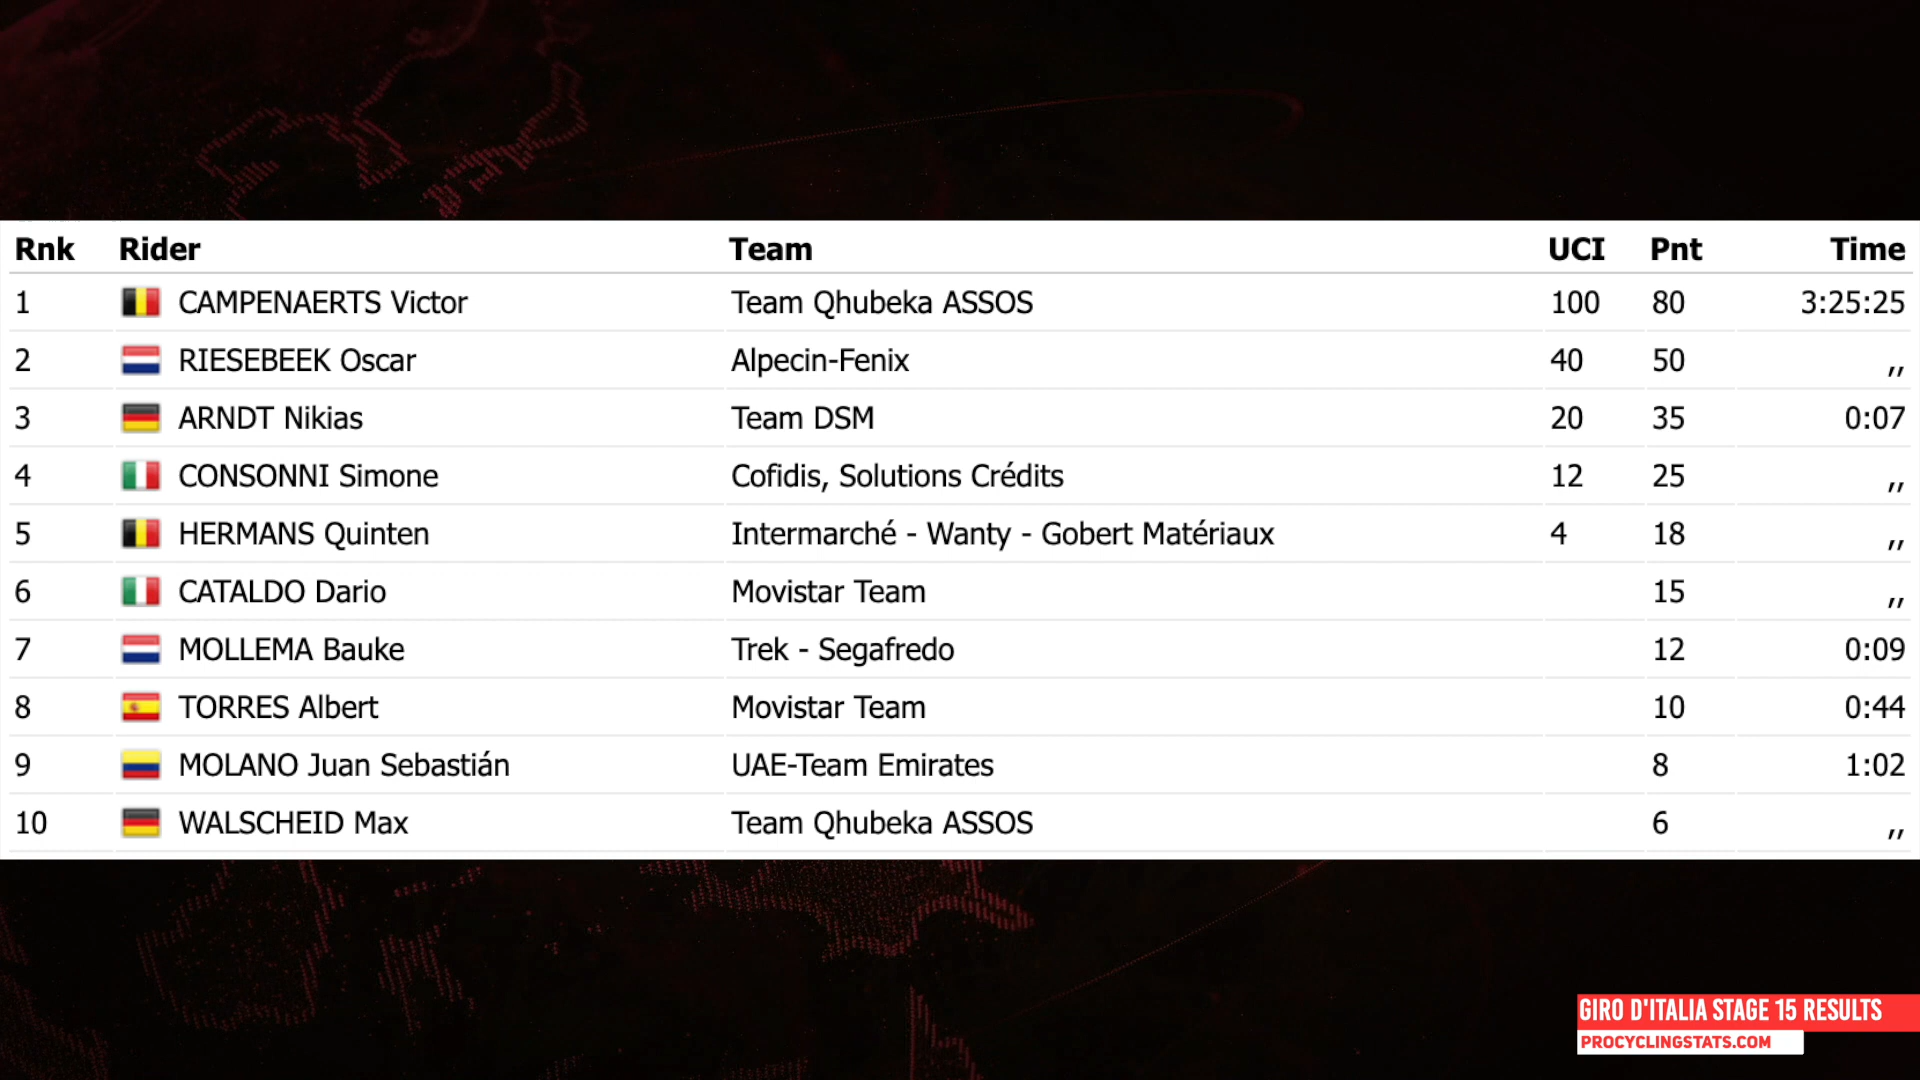 Rnk Rider Team UCI Pnt Time
1 CAMPENAERTS Victor Team Qhubeka ASSOS 100 80 3:25:25
2 RIESEBEEK Oscar Alpecin-Fenix 40 50 ,,
3 ARNDT Nikias Team DSM 20 35 0:07
4 CONSONNI Simone Cofidis, Solutions Crédits 12 25 ,,
5 HERMANS Quinten Intermarché - Wanty - Gobert Matériaux 4 18 ,,
6 CATALDO Dario Movistar Team 15 ,,
7 MOLLEMA Bauke Trek - Segafredo 12 0:09
8 TORRES Albert Movistar Team 10 0:44
9 MOLANO Juan Sebastián UAE-Team Emirates 8 1:02
10 WALSCHEID Max Team Qhubeka ASSOS 6 ,,
GIRO D'ITALIA STAGE 15 RESULTS
PROCYCLINGSTATS.COM